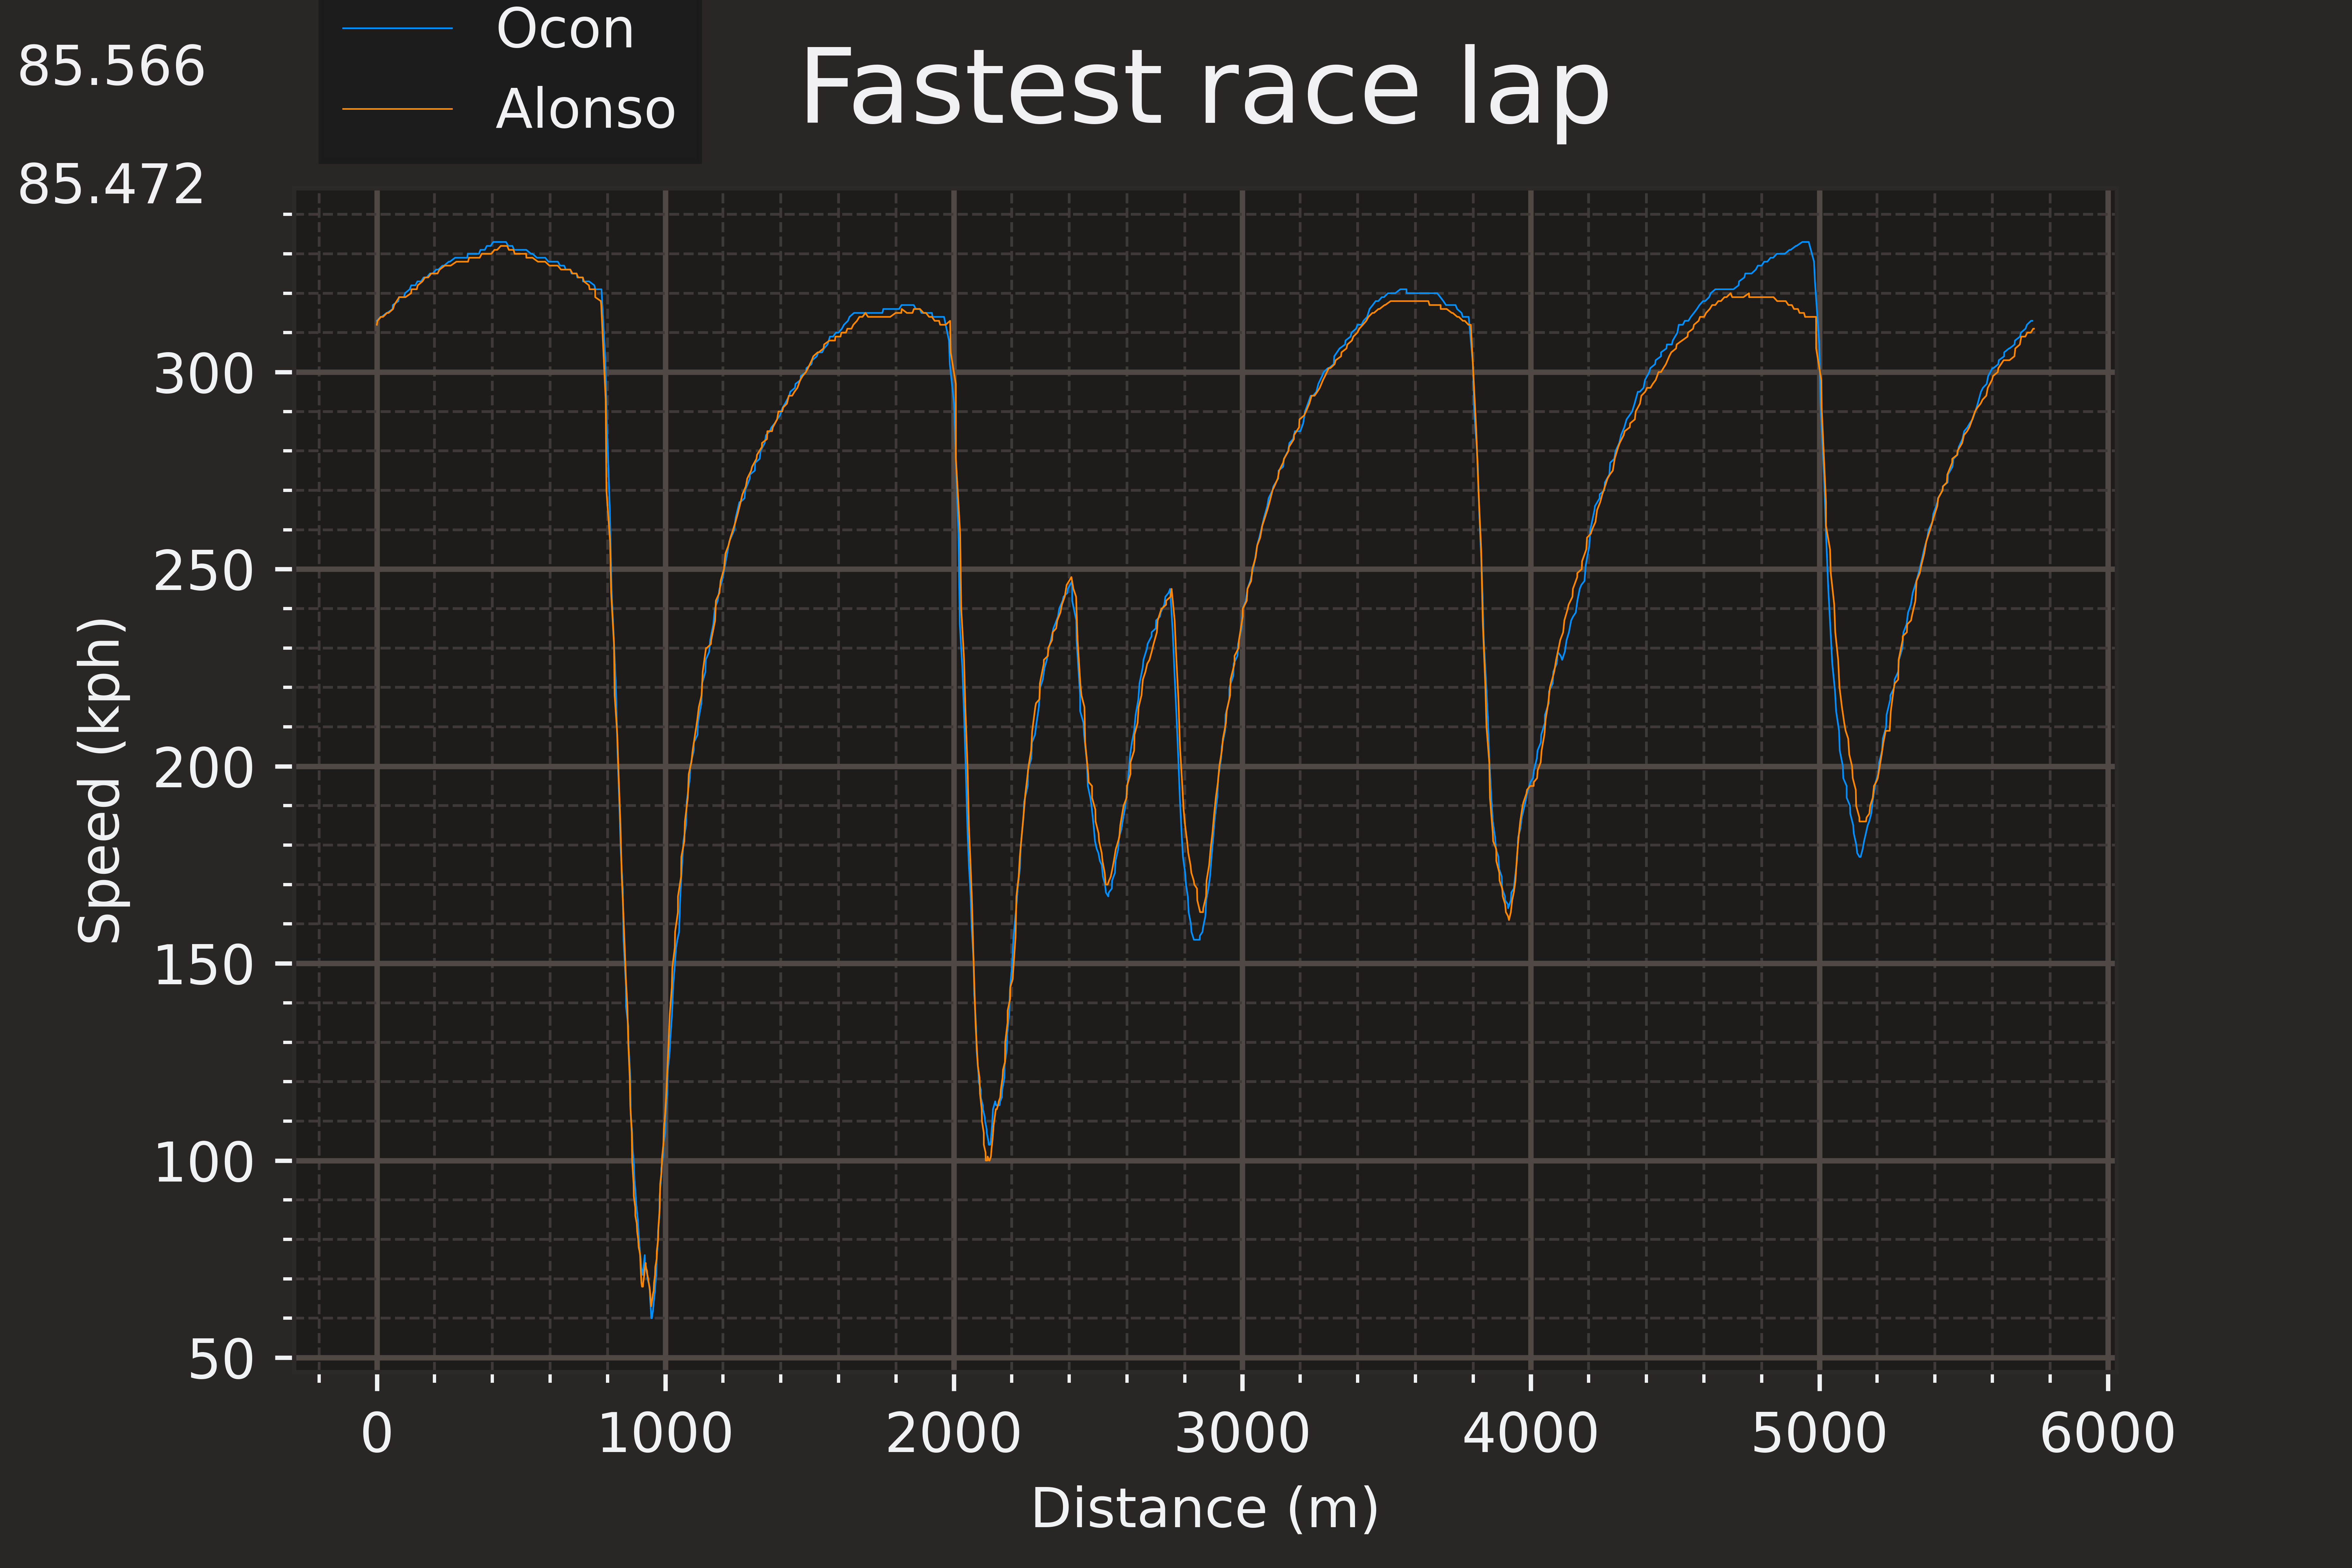 Ocon
85.566
Alonso
Fastest race lap
85.472
300
250
200
150
100
50
Speed (kph)
0 1000 2000 3000 4000 5000 6000
Distance (m)